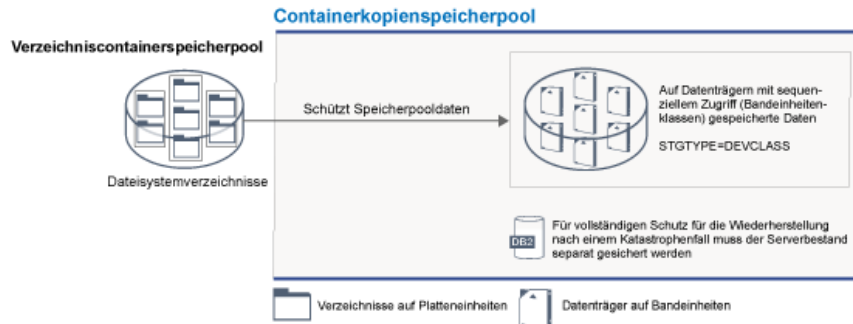 Containerkopienspeicherpool
Verzeichniscontainerspeicherpool
Schützt Speicherpooldaten
Auf Datenträgern mit sequen-
ziellem Zugriff (Bandeinheiten-
klassen) gespeicherte Daten
STGTYPE=DEVCLASS
Dateisystemverzeichnisse
DB2
Für vollständigen Schutz für die Wiederherstellung
nach einem Katastrophenfall muss der Serverbestand
separat gesichert werden
Verzeichnisse auf Platteneinheiten
Datenträger auf Bandeinheiten